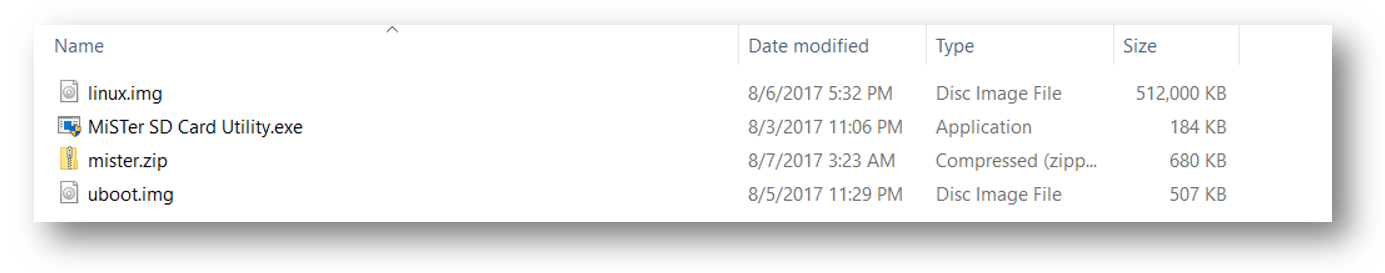 Name Date modified Type Size
linux.img 8/6/2017 5:32 PM Disc Image File 512,000 KB
MiSTer SD Card Utility.exe 8/3/2017 11:06 PM Application 184 KB
mister.zip 8/7/2017 3:23 AM Compressed (zipp... 680 KB
uboot.img 8/5/2017 11:29 PM Disc Image File 507 KB